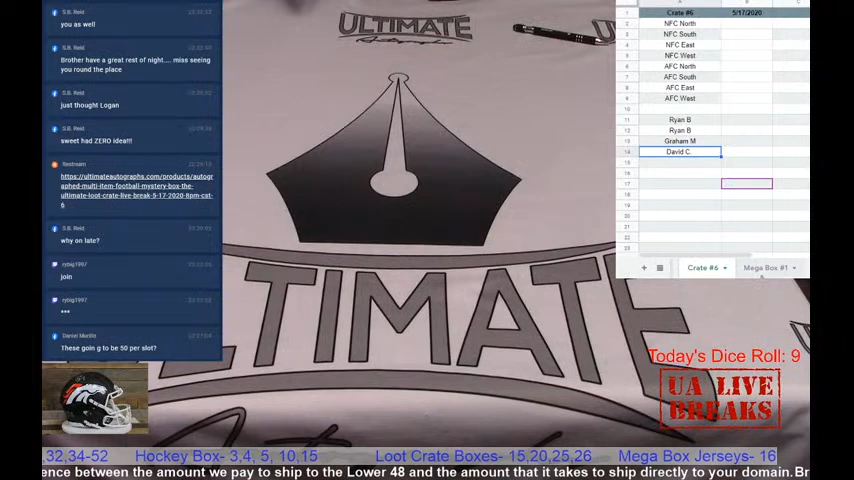 S.B. Reid
you as well
S.B. Reid
Brother have a great rest of night.... miss seeing
you round the place
S.B. Reid
just thought Logan
S.B. Reid
sweet had ZERO idea!!!
Restream
https://ultimateautographs.com/products/autogr
aphed-multi-item-football-mystery-box-the-
ultimate-loot-crate-live-break-5-17-2020-8pm-cst-
6
S.B. Reid
why on late?
rybig1997
join
rybig1997
***
Daniel Murillo
These goin g to be 50 per slot?
ULTIMATE
Autographs
ULTIMATE
Crate #6 5/17/2020
NFC North
NFC South
NFC East
NFC West
AFC North
AFC South
AFC East
AFC West
Ryan B
Ryan B
Graham M
David C.
Crate #6
Mega Box #1
Today's Dice Roll: 9
UA LIVE
BREAKS
,32,34-52 Hockey Box- 3,4, 5, 10,15 Loot Crate Boxes- 15,20,25,26 Mega Box Jerseys- 16
ence between the amount we pay to ship to the Lower 48 and the amount that it takes to ship directly to your domain.Br